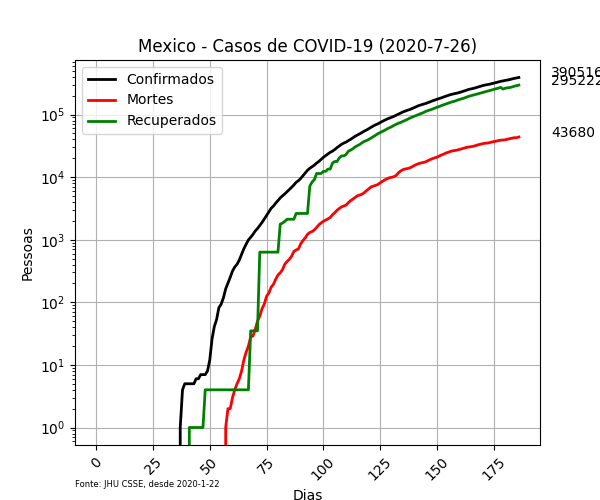 Mexico - Casos de COVID-19 (2020-7-26)
Confirmados
Mortes
Recuperados
390516
295222
43680
Pessoas
10^5
10^4
10^3
10^2
10^1
10^0
0 25 50 75 100 125 150 175
Fonte: JHU CSSE, desde 2020-1-22
Dias